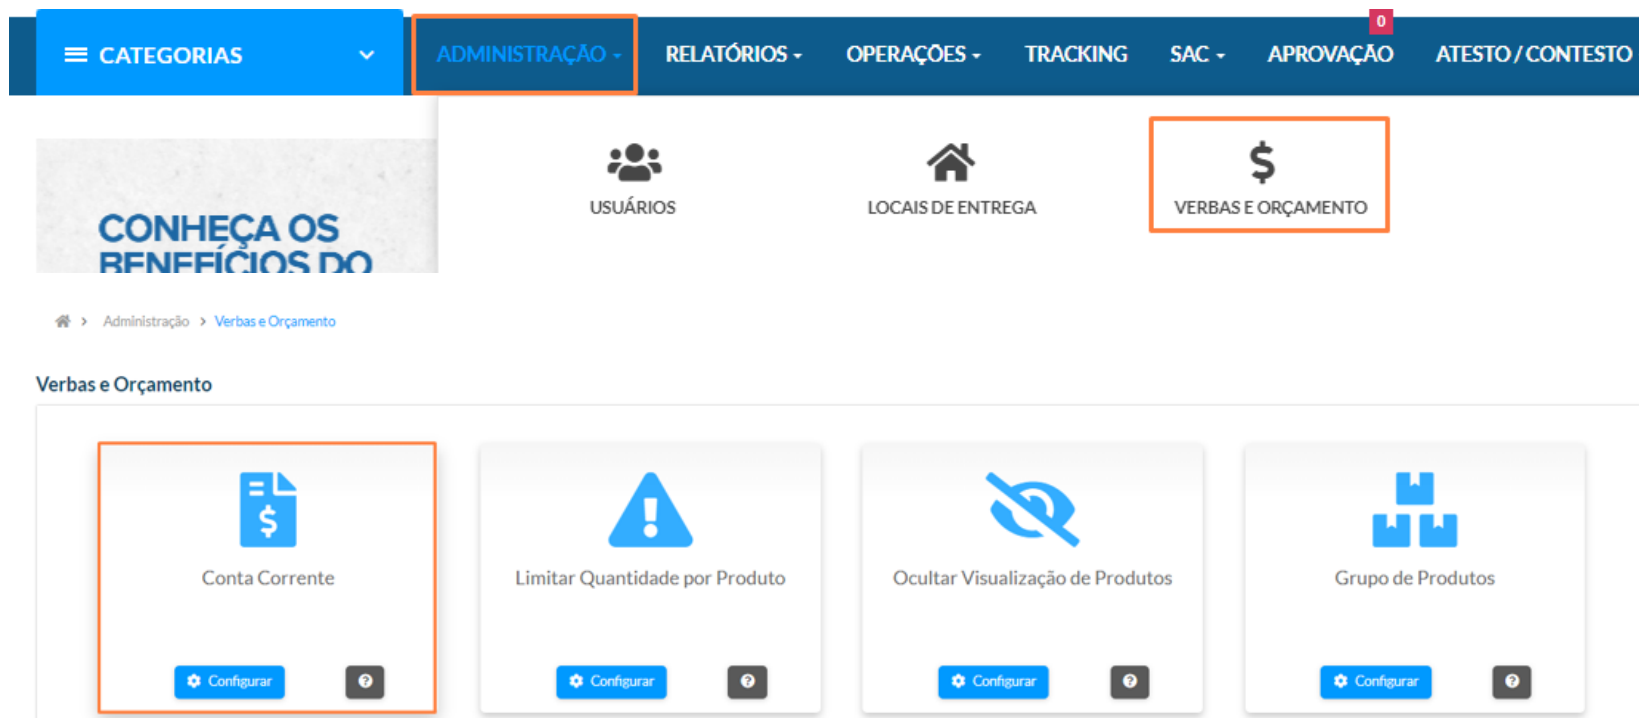 0
CATEGORIAS ADMINISTRAÇÃO RELATÓRIOS OPERAÇÕES TRACKING SAC APROVAÇÃO ATESTO / CONTESTO
USUÁRIOS LOCAIS DE ENTREGA VERBAS E ORÇAMENTO
CONHEÇA OS
BENEFÍCIOS DO
Administração > Verbas e Orçamento
Verbas e Orçamento
Conta Corrente Limitar Quantidade por Produto Ocultar Visualização de Produtos Grupo de Produtos
Configurar Configurar Configurar Configurar